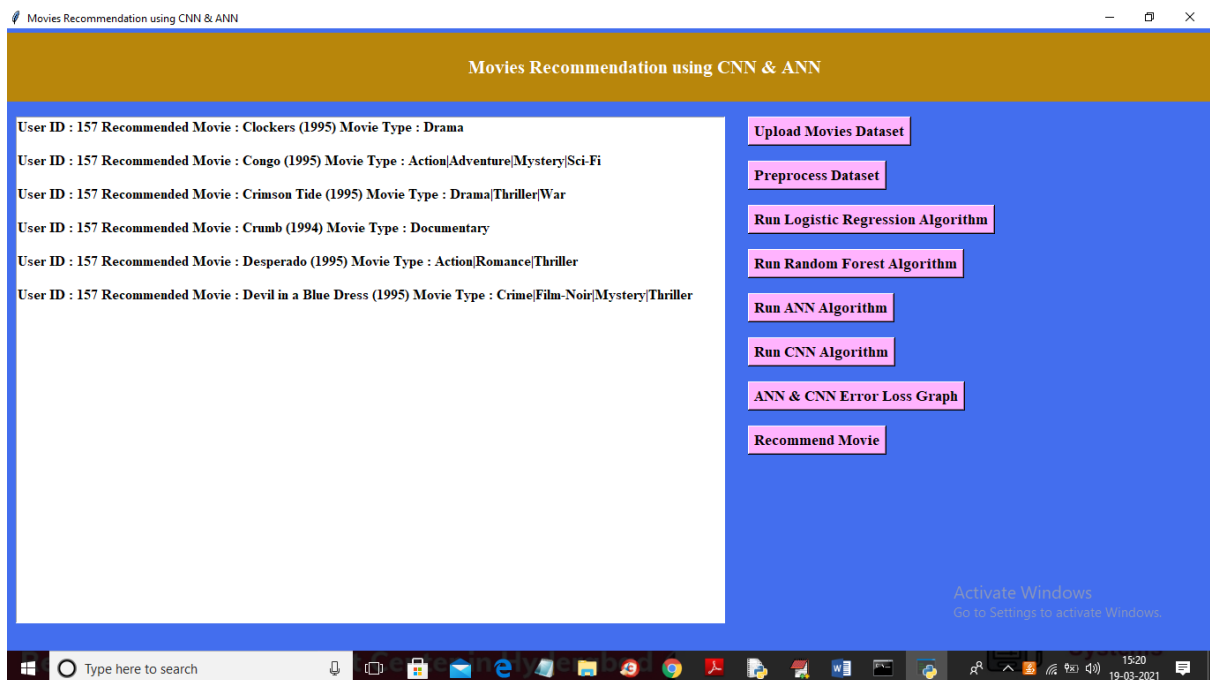 Movies Recommendation using CNN & ANN
Movies Recommendation using CNN & ANN
User ID : 157 Recommended Movie : Clockers (1995) Movie Type : Drama
User ID : 157 Recommended Movie : Congo (1995) Movie Type : Action|Adventure|Mystery|Sci-Fi
User ID : 157 Recommended Movie : Crimson Tide (1995) Movie Type : Drama|Thriller|War
User ID : 157 Recommended Movie : Crumb (1994) Movie Type : Documentary
User ID : 157 Recommended Movie : Desperado (1995) Movie Type : Action|Romance|Thriller
User ID : 157 Recommended Movie : Devil in a Blue Dress (1995) Movie Type : Crime|Film-Noir|Mystery|Thriller
Upload Movies Dataset
Preprocess Dataset
Run Logistic Regression Algorithm
Run Random Forest Algorithm
Run ANN Algorithm
Run CNN Algorithm
ANN & CNN Error Loss Graph
Recommend Movie
Activate Windows
Go to Settings to activate Windows.
Type here to search
15:20
19-03-2021